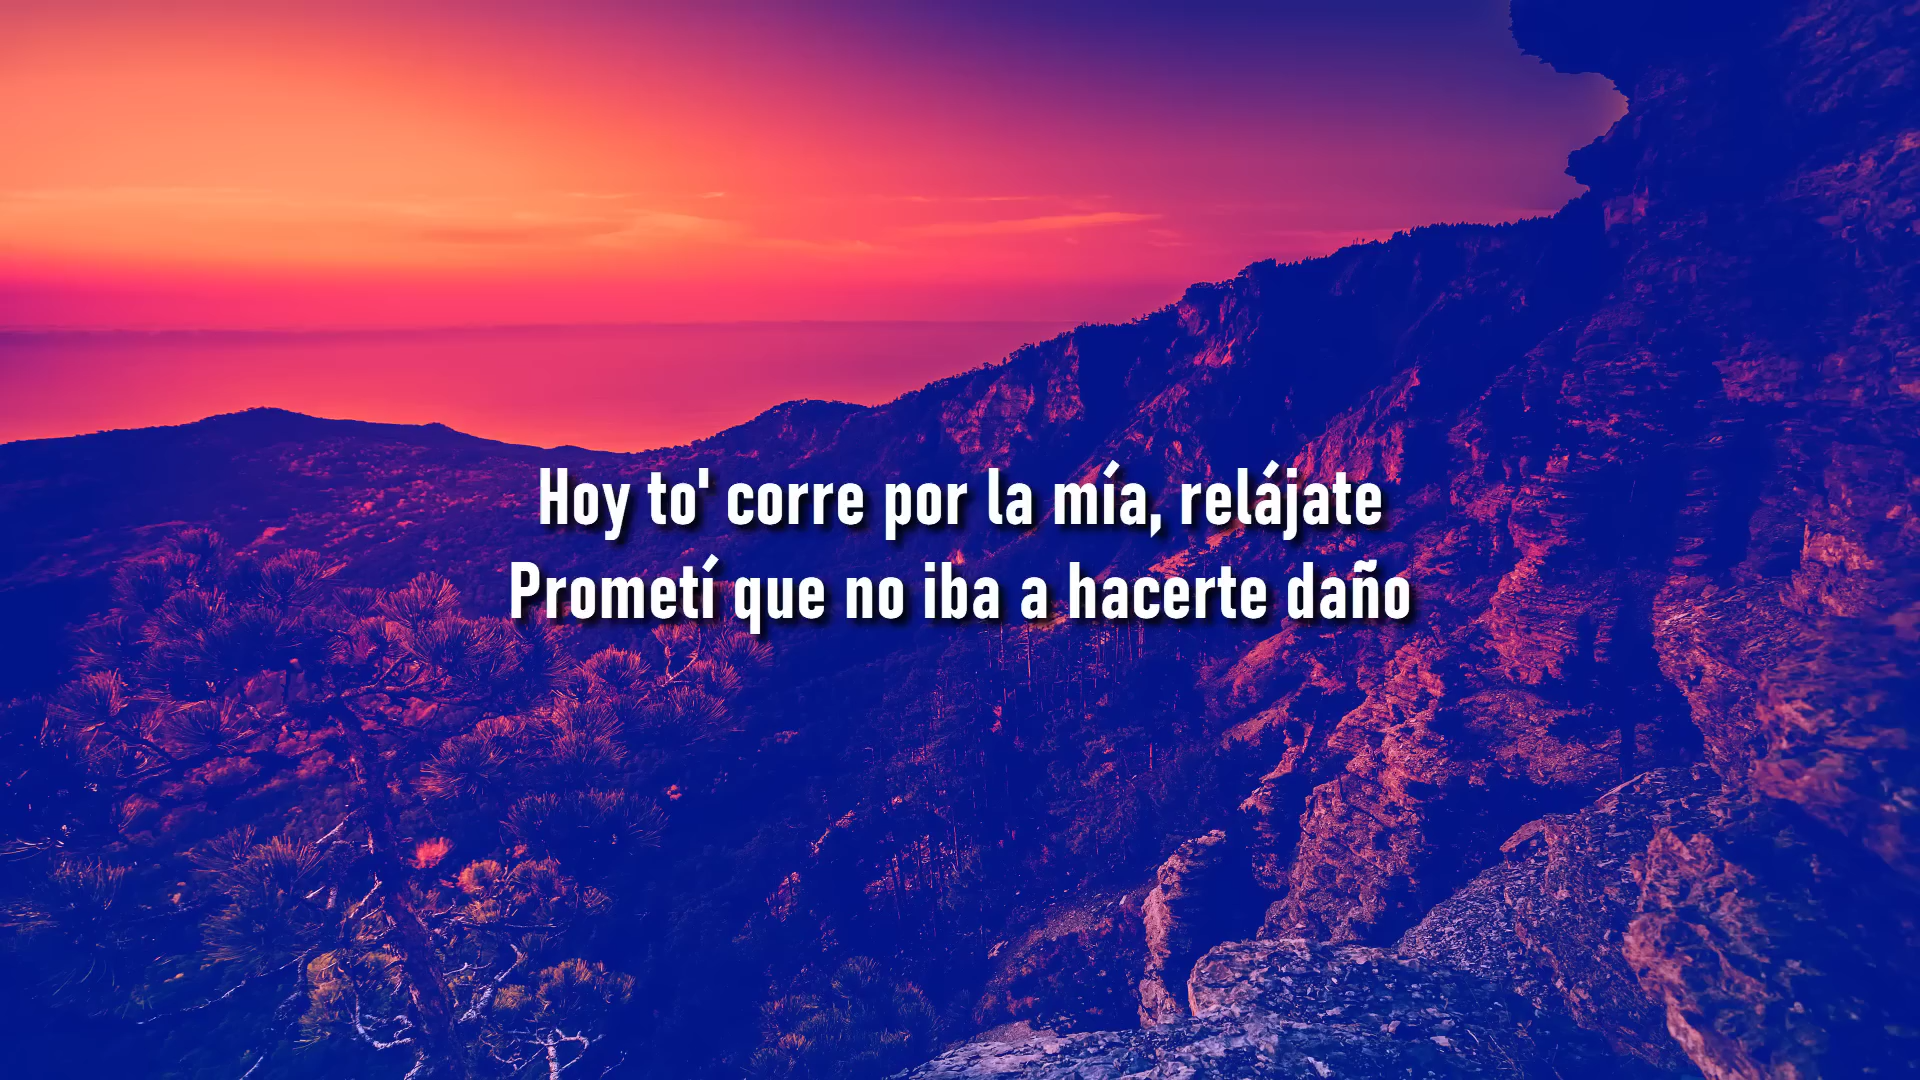 Hoy to' corre por la mía, relájate
Prometí que no iba a hacerte daño